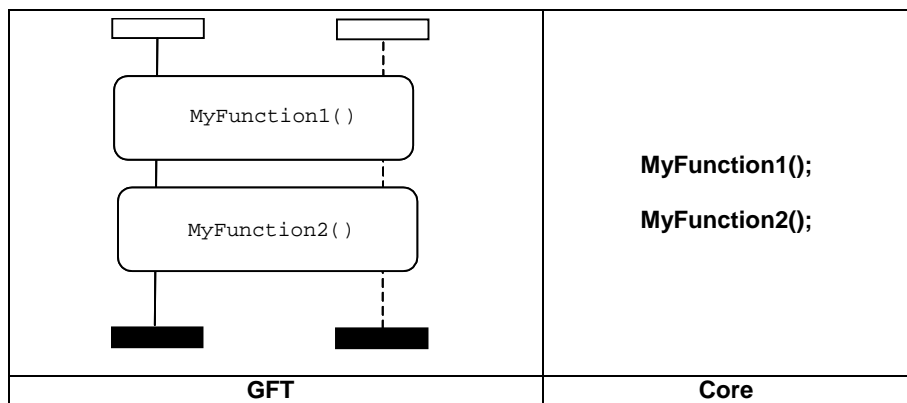 MyFunction1()
MyFunction2()
MyFunction1();
MyFunction2();
GFT
Core